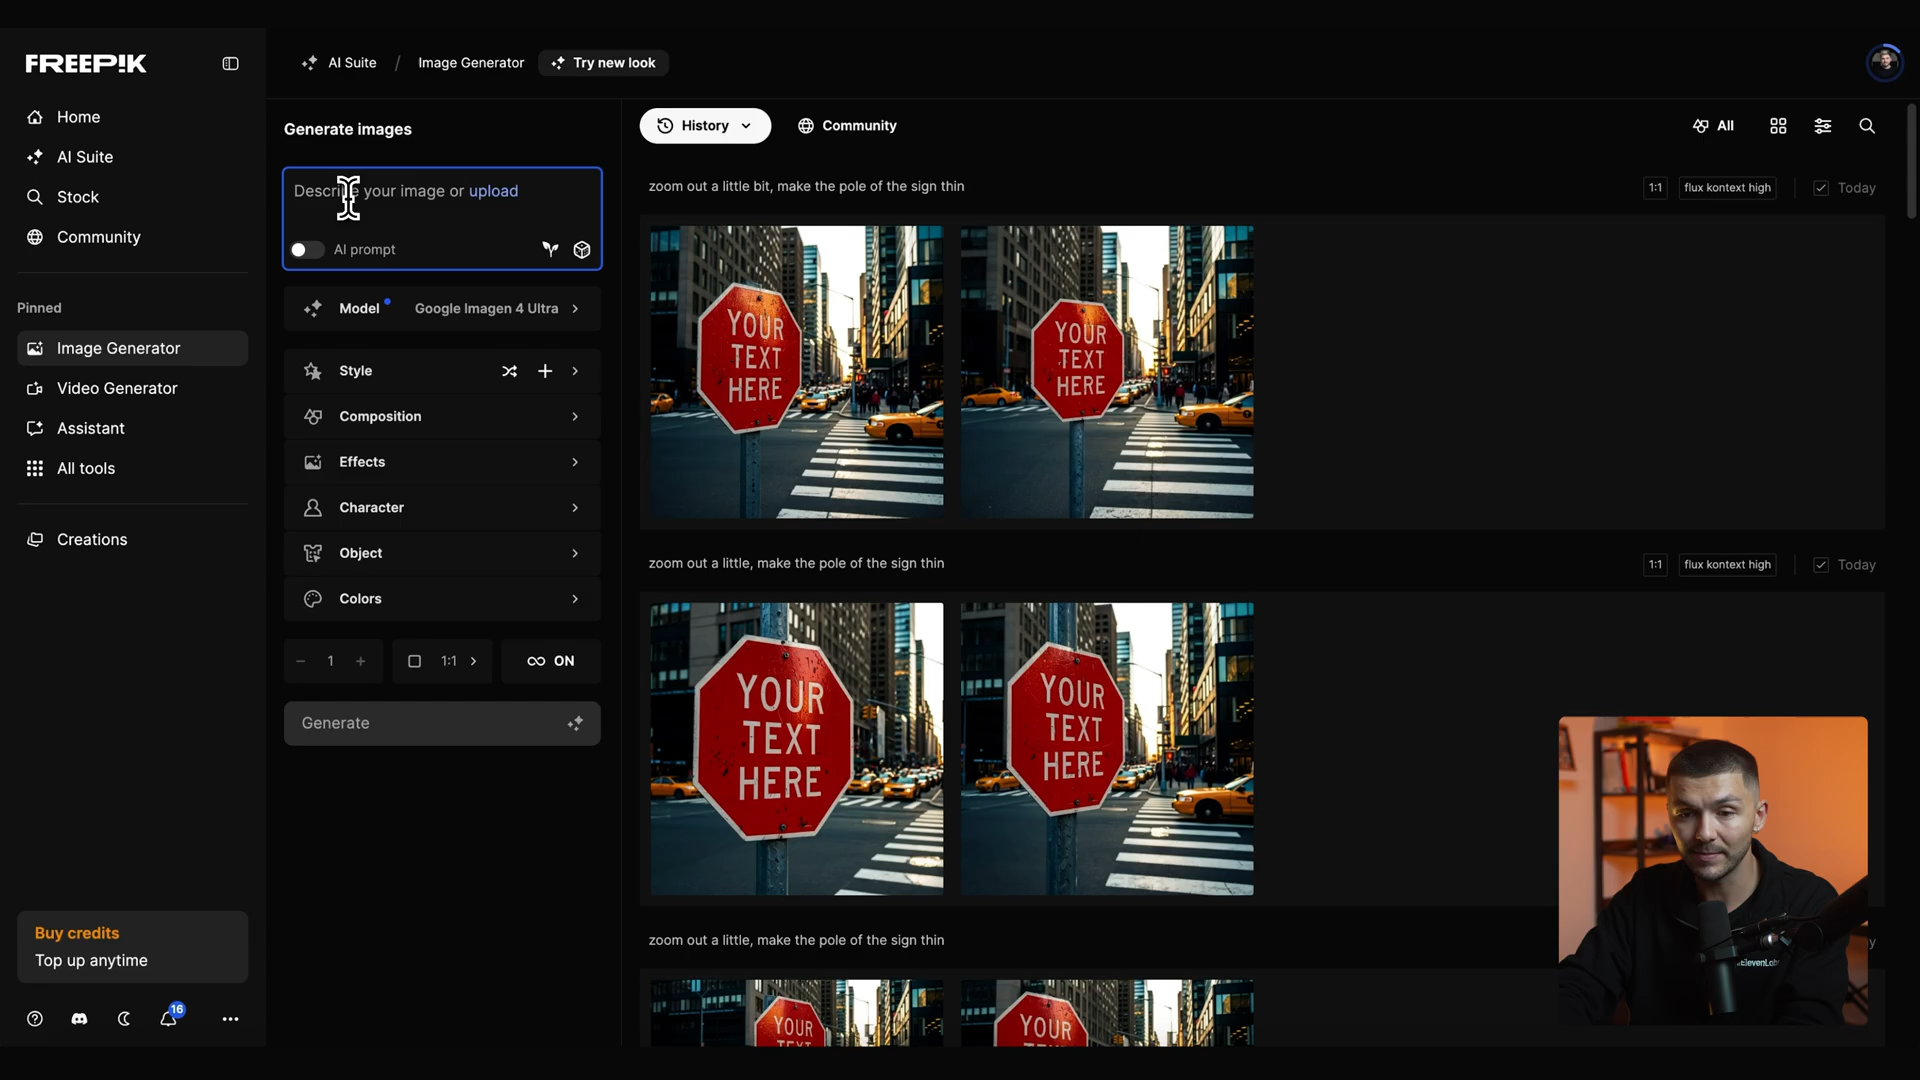 FREEP!K
AI Suite / Image Generator Try new look
Home
AI Suite
Stock
Community
Pinned
Image Generator
Video Generator
Assistant
All tools
Creations
Buy credits
Top up anytime
16
Generate images
Describe your image or upload
AI prompt
Model Google Imagen 4 Ultra
Style
Composition
Effects
Character
Object
Colors
1 1:1 ON
Generate
History Community All
zoom out a little bit, make the pole of the sign thin 1:1 flux kontext high Today
YOUR
TEXT
HERE
YOUR
TEXT
HERE
zoom out a little, make the pole of the sign thin 1:1 flux kontext high Today
YOUR
TEXT
HERE
YOUR
TEXT
HERE
zoom out a little, make the pole of the sign thin
YOUR
YOUR
ElevenLabs